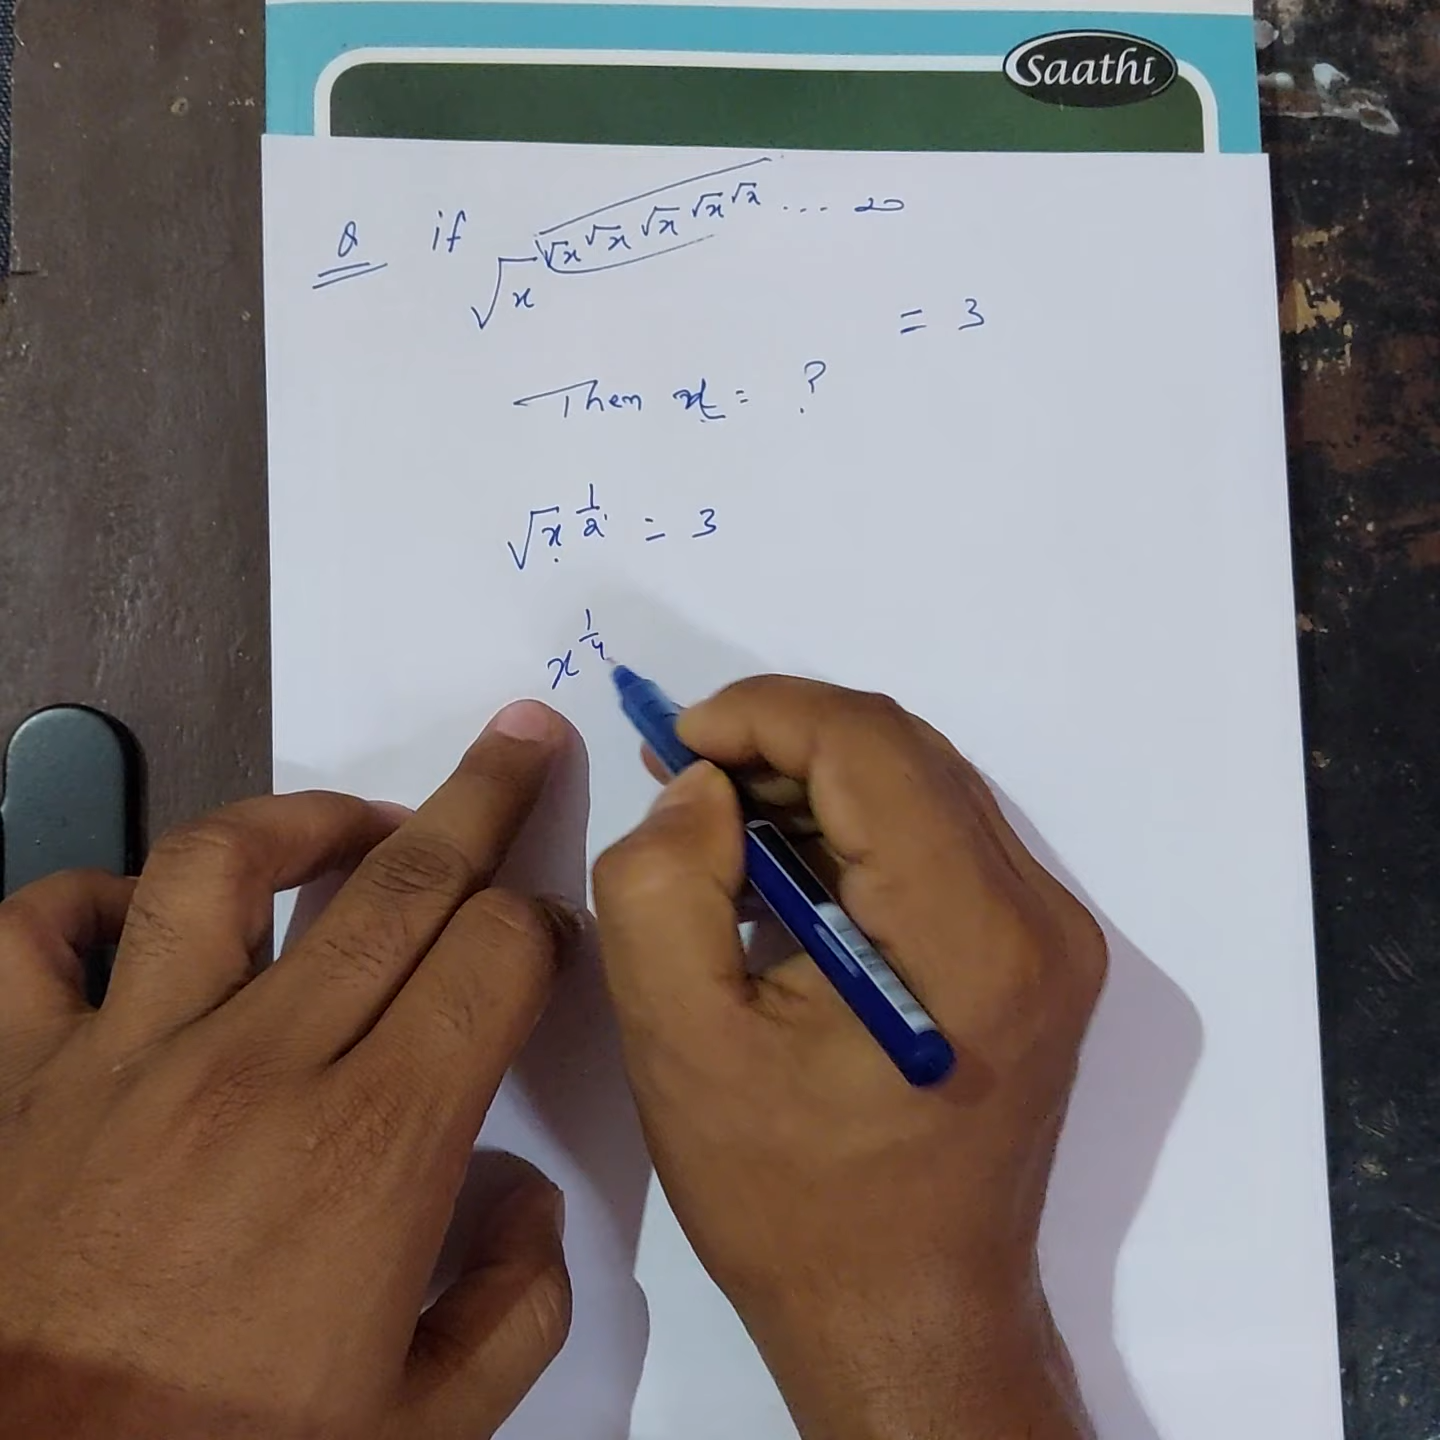 Saathi
Q if √x^√x^√x^√x^√x^√x ... ∞
= 3
Then x = ?
√x^1/2 = 3
x^1/4